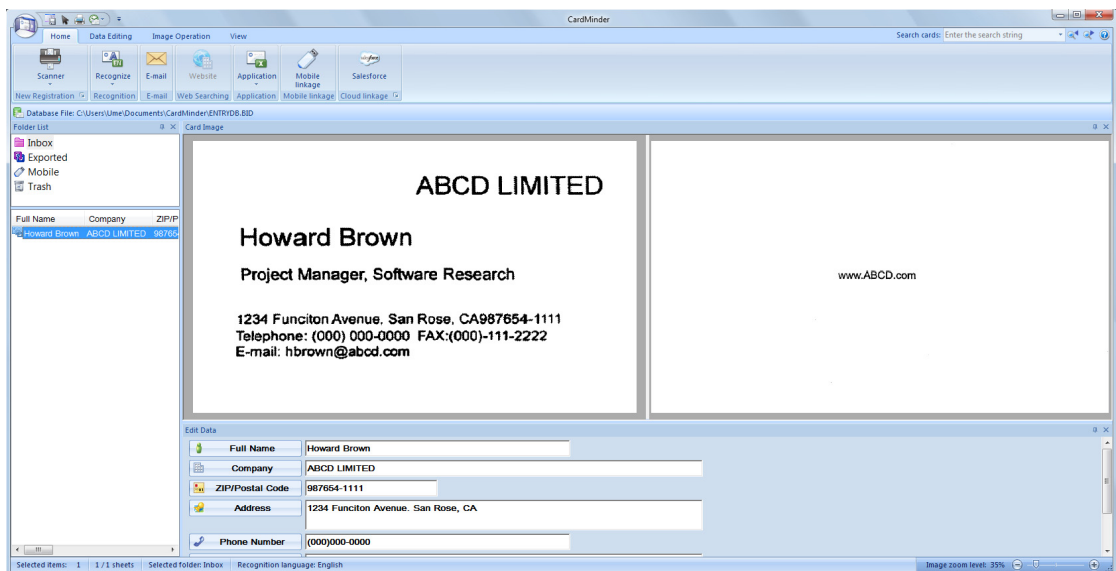 CardMinder
Home Data Editing Image Operation View
Search cards: Enter the search string
Scanner Recognize E-mail Website Application Mobile linkage Salesforce
New Registration Recognition E-mail Web Searching Application Mobile linkage Cloud linkage
Database File: C:\Users\Ume\Documents\CardMinder\ENTRYDB.BID
Folder List
Card Image
Inbox
Exported
Mobile
Trash
Full Name Company ZIP/P
Howard Brown ABCD LIMITED 98765
ABCD LIMITED
Howard Brown
Project Manager, Software Research
1234 Funciton Avenue. San Rose, CA987654-1111
Telephone: (000) 000-0000 FAX:(000)-111-2222
E-mail: hbrown@abcd.com
www.ABCD.com
Edit Data
Full Name Howard Brown
Company ABCD LIMITED
ZIP/Postal Code 987654-1111
Address 1234 Funciton Avenue. San Rose, CA
Phone Number (000)000-0000
Selected items: 1 1 / 1 sheets Selected folder: Inbox Recognition language: English Image zoom level: 35%